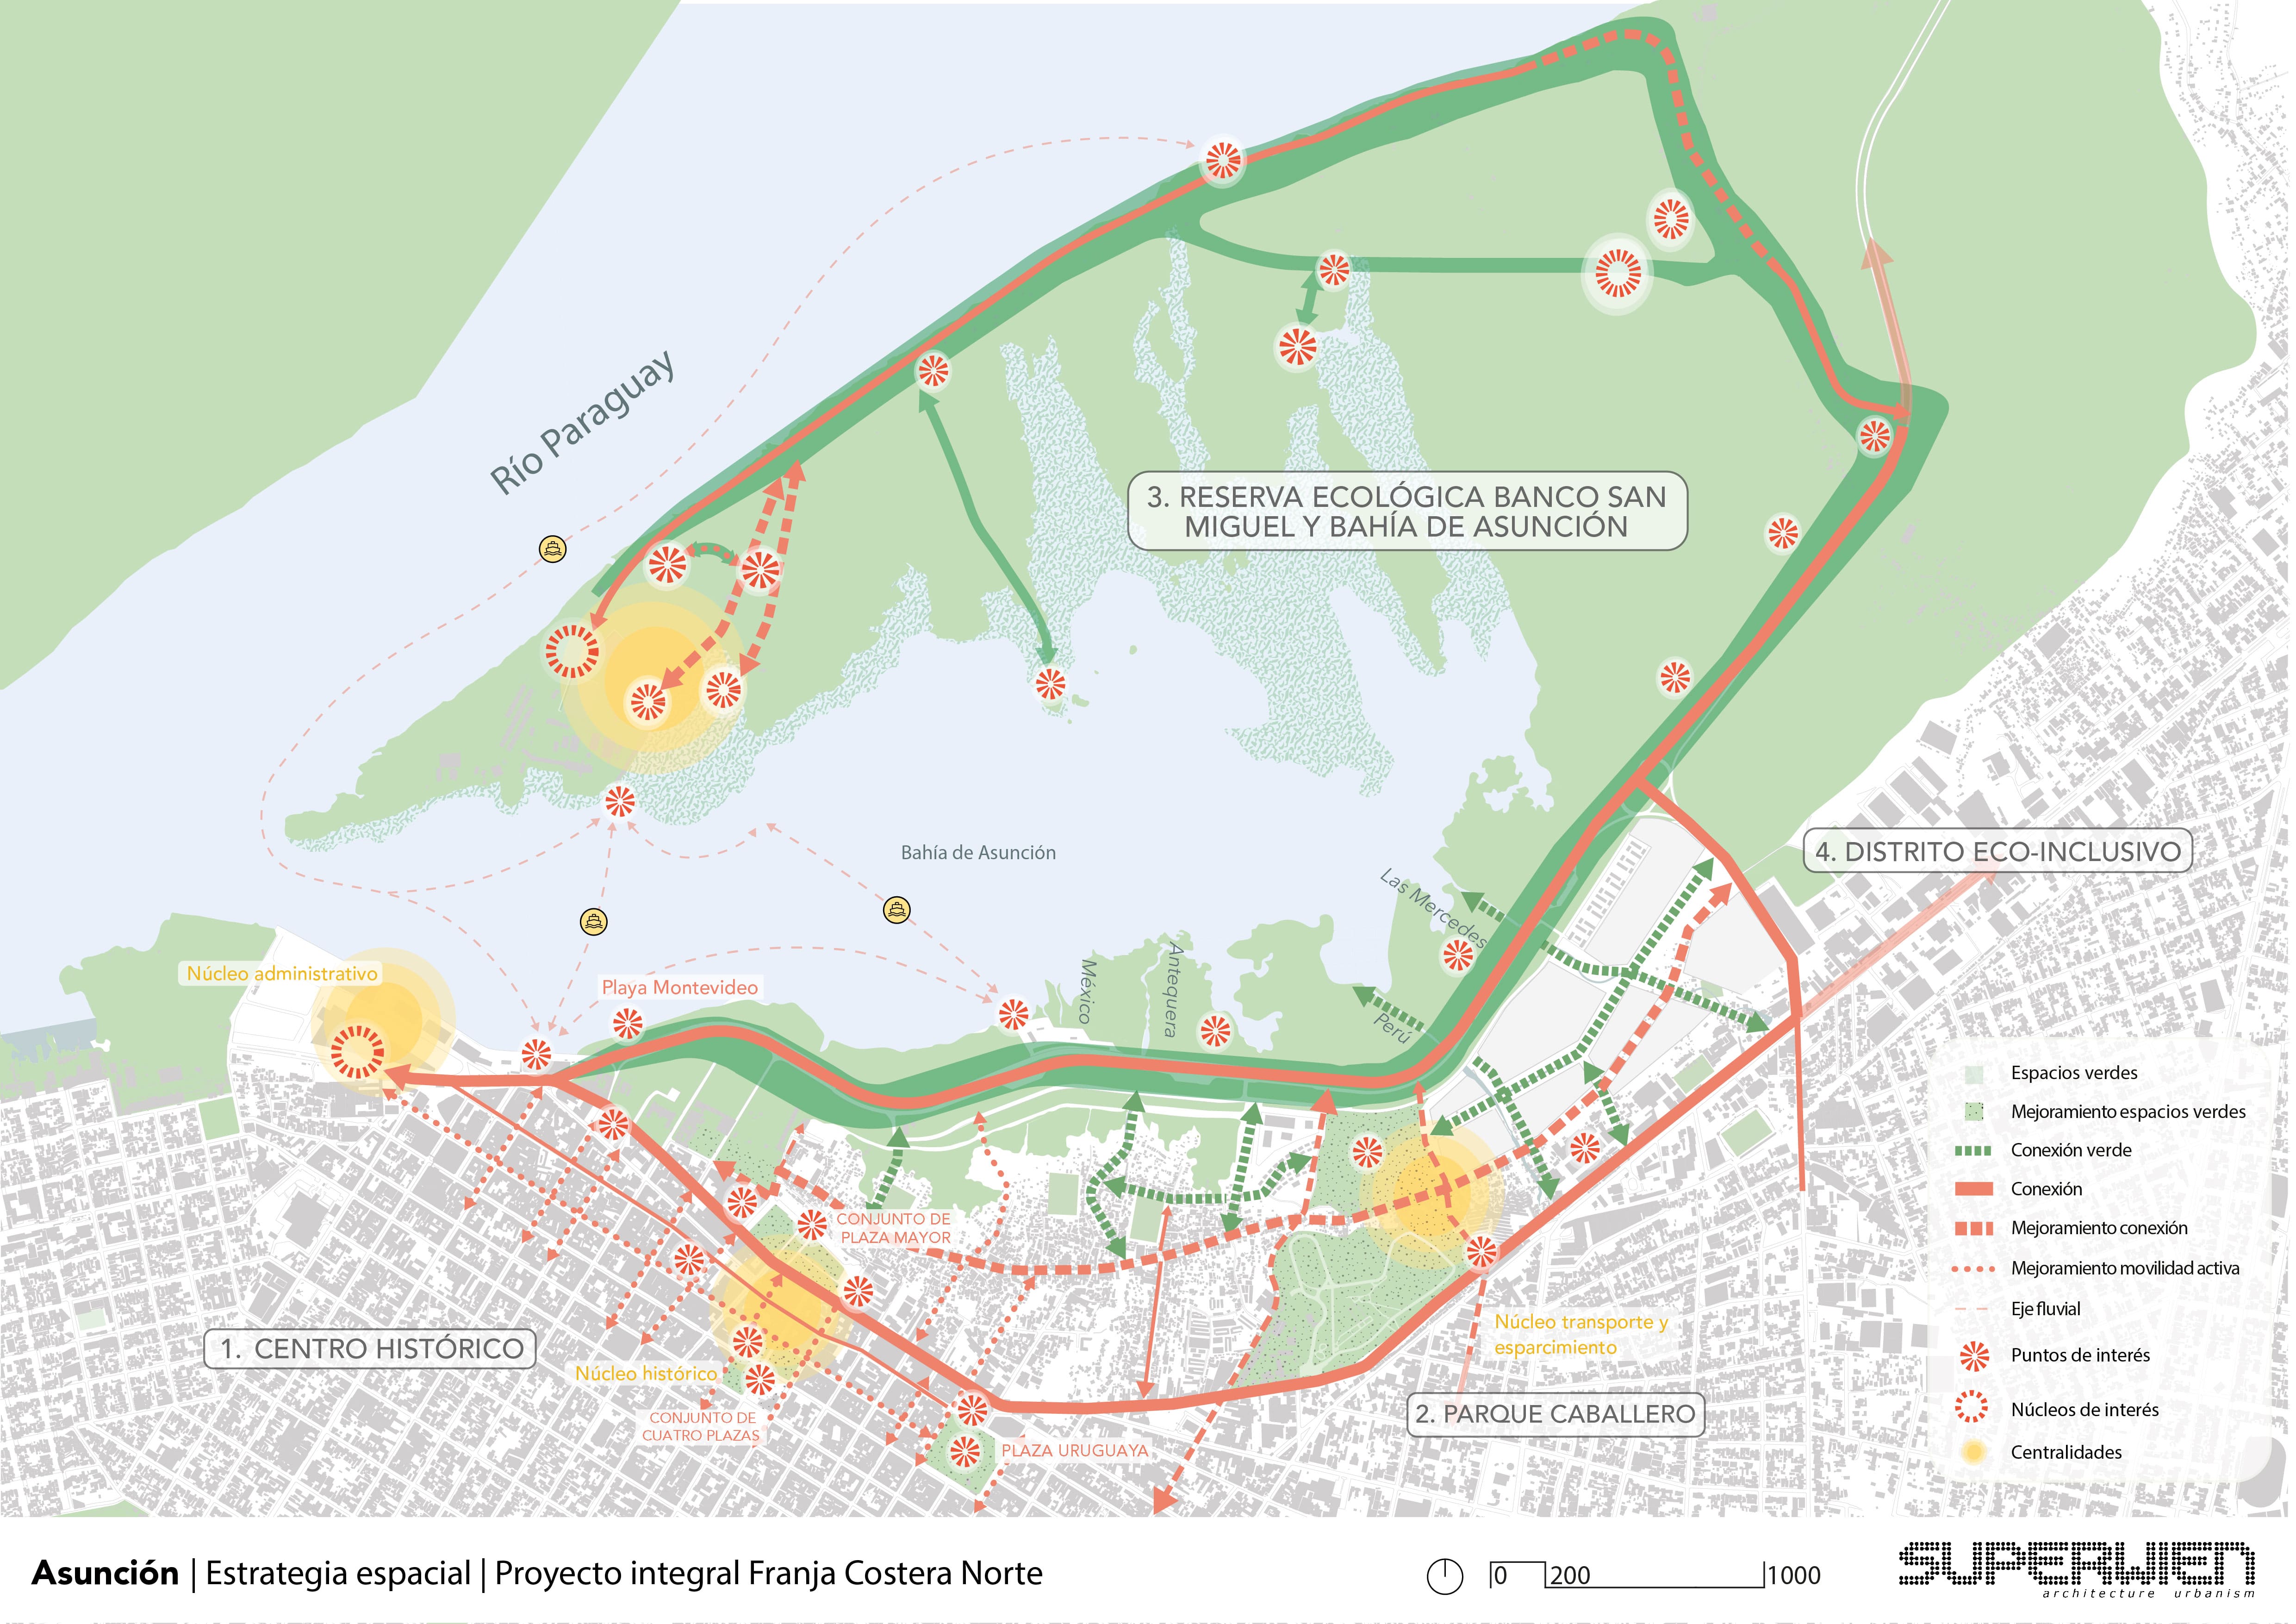 Río Paraguay
3. RESERVA ECOLÓGICA BANCO SAN
MIGUEL Y BAHÍA DE ASUNCIÓN
4. DISTRITO ECO-INCLUSIVO
Bahía de Asunción
Las Mercedes
Núcleo administrativo
Playa Montevideo
México
Antequera
Perú
CONJUNTO DE
PLAZA MAYOR
1. CENTRO HISTÓRICO
Núcleo histórico
CONJUNTO DE
CUATRO PLAZAS
PLAZA URUGUAYA
Núcleo transporte y
esparcimiento
2. PARQUE CABALLERO
Espacios verdes
Mejoramiento espacios verdes
Conexión verde
Conexión
Mejoramiento conexión
Mejoramiento movilidad activa
Eje fluvial
Puntos de interés
Núcleos de interés
Centralidades
Asunción | Estrategia espacial | Proyecto integral Franja Costera Norte
0 200 1000
SUPERWIEN
architecture urbanism